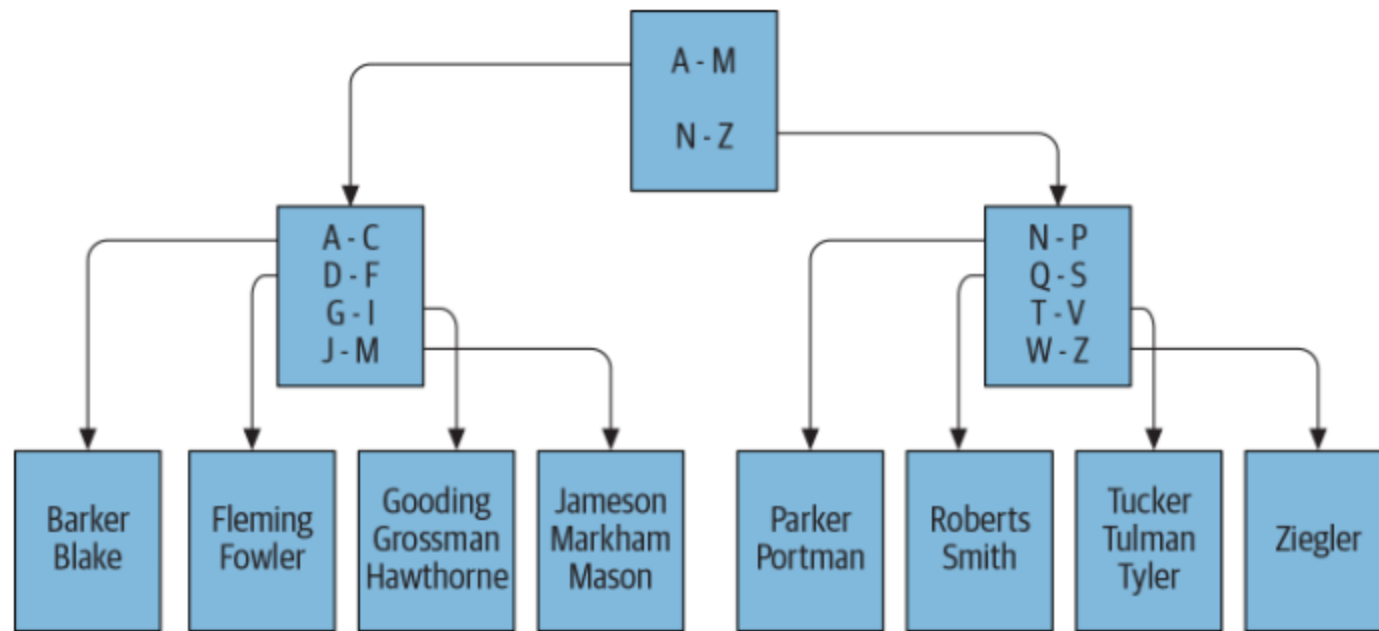 A - M
N - Z
A - C
D - F
G - I
J - M
N - P
Q - S
T - V
W - Z
Barker
Blake
Fleming
Fowler
Gooding
Grossman
Hawthorne
Jameson
Markham
Mason
Parker
Portman
Roberts
Smith
Tucker
Tulman
Tyler
Ziegler